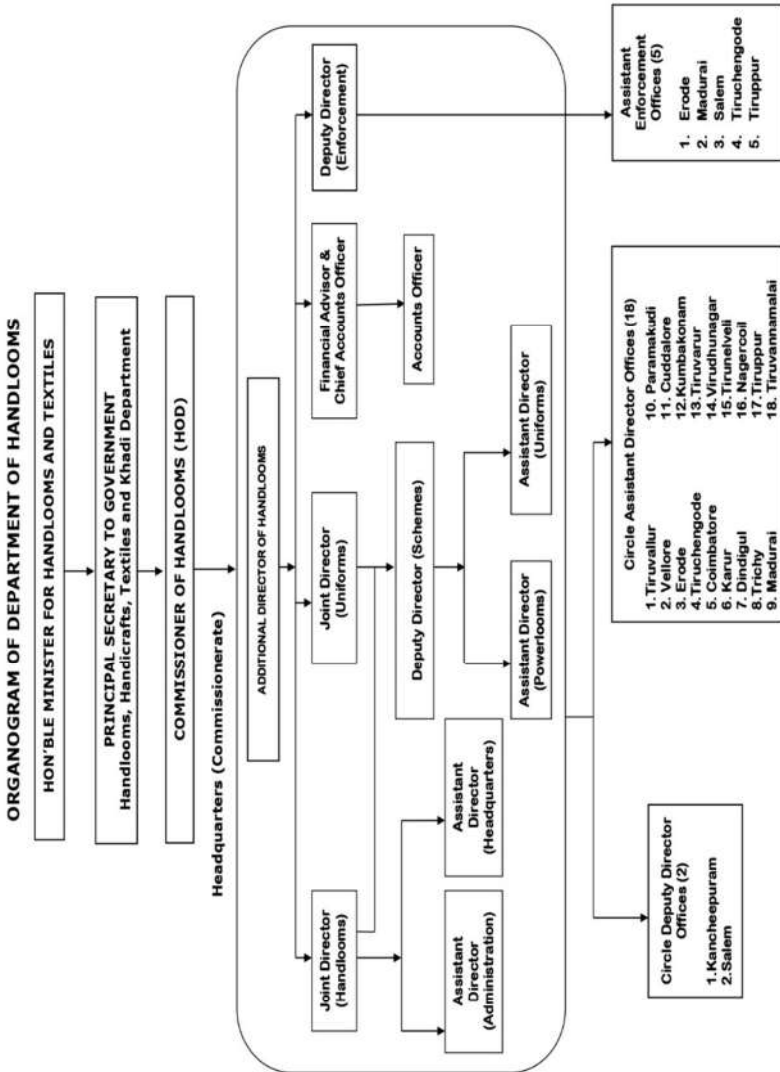 ORGANOGRAM OF DEPARTMENT OF HANDLOOMS
HON'BLE MINISTER FOR HANDLOOMS AND TEXTILES
PRINCIPAL SECRETARY TO GOVERNMENT
Handlooms, Handicrafts, Textiles and Khadi Department
COMMISSIONER OF HANDLOOMS (HOD)
Headquarters (Commissionerate)
ADDITIONAL DIRECTOR OF HANDLOOMS
Joint Director
(Handlooms)
Joint Director
(Uniforms)
Financial Advisor &
Chief Accounts Officer
Deputy Director
(Enforcement)
Assistant
Director
(Administration)
Assistant
Director
(Headquarters)
Deputy Director (Schemes)
Accounts Officer
Assistant Director
(Powerlooms)
Assistant Director
(Uniforms)
Circle Deputy Director
Offices (2)
1.Kancheepuram
2.Salem
Circle Assistant Director Offices (18)
1.Tiruvallur
2. Vellore
3. Erode
4. Tiruchengode
5. Coimbatore
6. Karur
7. Dindigul
8. Trichy
9. Madurai
10. Paramakudi
11. Cuddalore
12. Kumbakonam
13. Tiruvarur
14. Virudhunagar
15. Tirunelveli
16. Nagercoil
17. Tiruppur
18. Tiruvannamalai
Assistant
Enforcement
Offices (5)
1. Erode
2. Madurai
3. Salem
4. Tiruchengode
5. Tiruppur